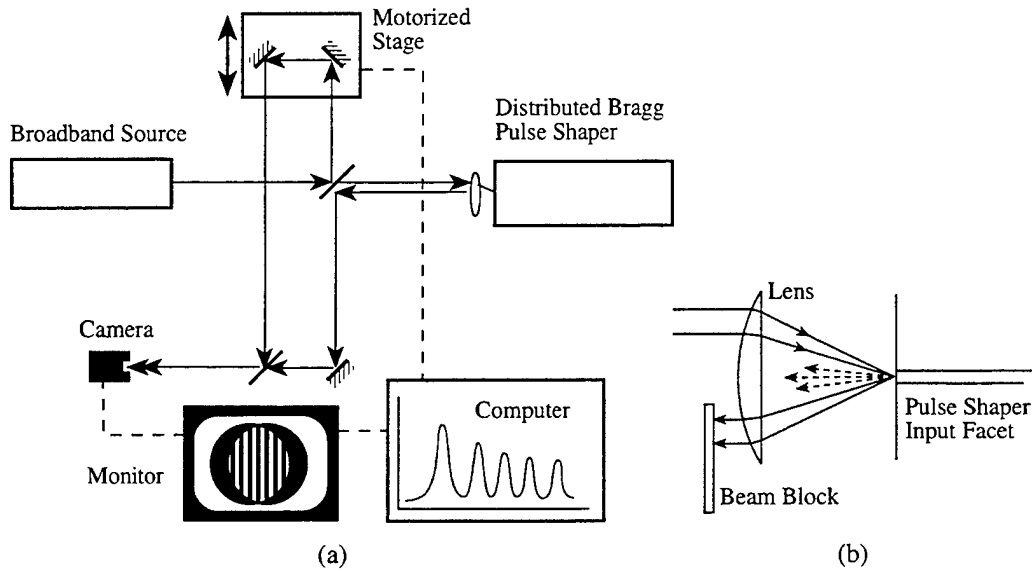 Motorized
Stage
Broadband Source
Distributed Bragg
Pulse Shaper
Camera
Monitor
Computer
(a)
Lens
Pulse Shaper
Input Facet
Beam Block
(b)